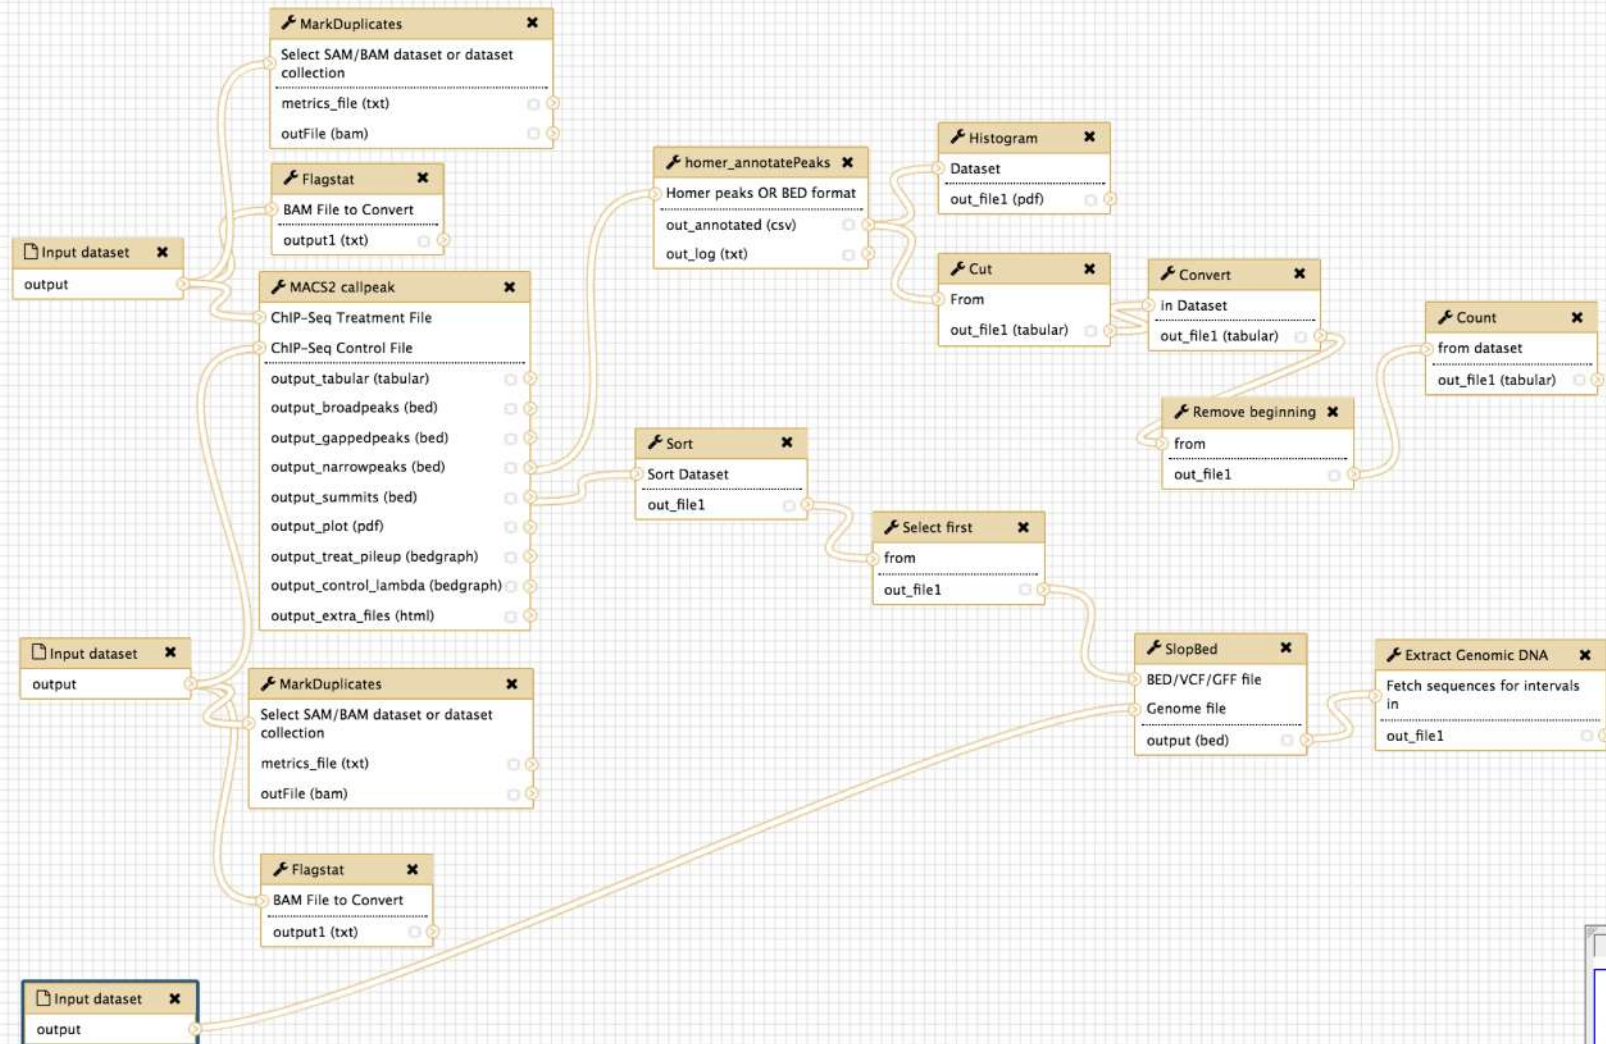 MarkDuplicates
Select SAM/BAM dataset or dataset
collection
metrics_file (txt)
outFile (bam)
Flagstat
BAM File to Convert
output1 (txt)
Input dataset
output
MACS2 callpeak
ChIP-Seq Treatment File
ChIP-Seq Control File
output_tabular (tabular)
output_broadpeaks (bed)
output_gappedpeaks (bed)
output_narrowpeaks (bed)
output_summits (bed)
output_plot (pdf)
output_treat_pileup (bedgraph)
output_control_lambda (bedgraph)
output_extra_files (html)
homer_annotatePeaks
Homer peaks OR BED format
out_annotated (csv)
out_log (txt)
Histogram
Dataset
out_file1 (pdf)
Cut
From
out_file1 (tabular)
Convert
in Dataset
out_file1 (tabular)
Count
from dataset
out_file1 (tabular)
Remove beginning
from
out_file1
Sort
Sort Dataset
out_file1
Select first
from
out_file1
SlopBed
BED/VCF/GFF file
Genome file
output (bed)
Extract Genomic DNA
Fetch sequences for intervals
in
out_file1
Input dataset
output
MarkDuplicates
Select SAM/BAM dataset or dataset
collection
metrics_file (txt)
outFile (bam)
Flagstat
BAM File to Convert
output1 (txt)
Input dataset
output